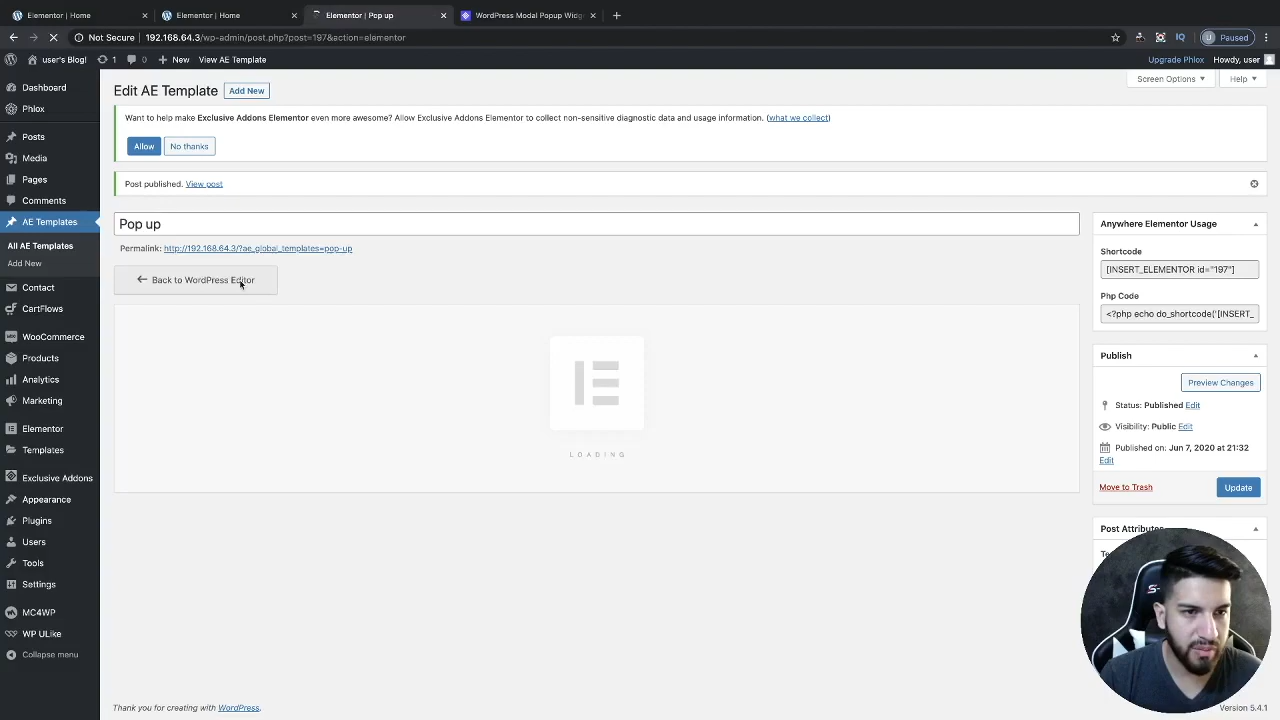 Elementor | Home
Elementor | Home
Elementor | Pop up
WordPress Modal Popup Widg
Not Secure | 192.168.64.3/wp-admin/post.php?post=197&action=elementor
Paused
user's Blog!
1
0
New
View AE Template
Upgrade Phlox
Howdy, user
Dashboard
Phlox
Posts
Media
Pages
Comments
AE Templates
All AE Templates
Add New
Contact
CartFlows
WooCommerce
Products
Analytics
Marketing
Elementor
Templates
Exclusive Addons
Appearance
Plugins
Users
Tools
Settings
MC4WP
WP ULike
Collapse menu
Screen Options
Help
Edit AE Template
Add New
Want to help make Exclusive Addons Elementor even more awesome? Allow Exclusive Addons Elementor to collect non-sensitive diagnostic data and usage information. (what we collect)
Allow
No thanks
Post published. View post
Pop up
Permalink: http://192.168.64.3/?ae_global_templates=pop-up
Back to WordPress Editor
LOADING
Anywhere Elementor Usage
Shortcode
[INSERT_ELEMENTOR id="197"]
Php Code
<?php echo do_shortcode('[INSERT_
Publish
Preview Changes
Status: Published Edit
Visibility: Public Edit
Published on: Jun 7, 2020 at 21:32
Edit
Move to Trash
Update
Post Attributes
Thank you for creating with WordPress.
Version 5.4.1